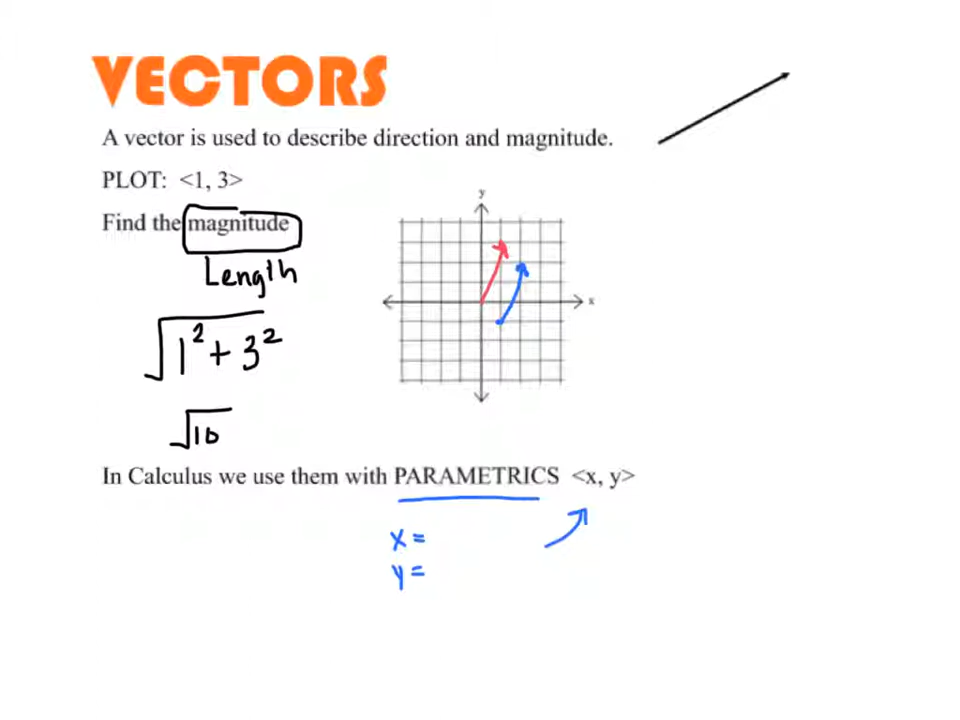 VECTORS
A vector is used to describe direction and magnitude.
PLOT: <1, 3>
Find the magnitude
Length
√1² + 3²
√10
y
x
In Calculus we use them with PARAMETRICS <x, y>
x =
y =